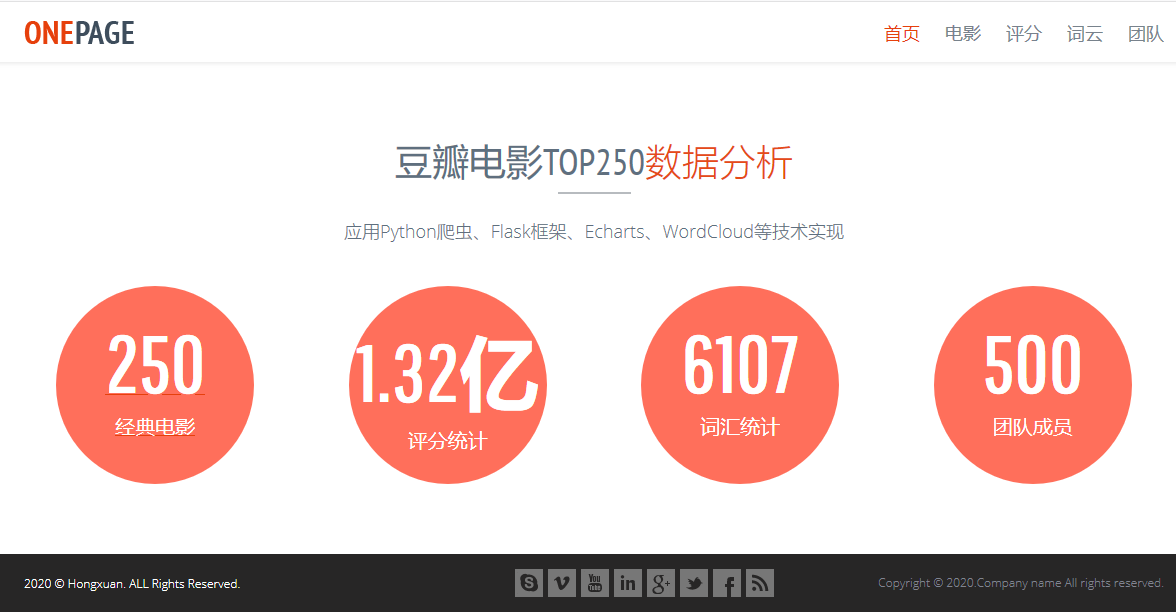 ONEPAGE
首页 电影 评分 词云 团队
豆瓣电影TOP250数据分析
应用Python爬虫、Flask框架、Echarts、WordCloud等技术实现
250
经典电影
1.32亿
评分统计
6107
词汇统计
500
团队成员
2020 © Hongxuan. ALL Rights Reserved.
You Tube in g+
Copyright © 2020.Company name All rights reserved.